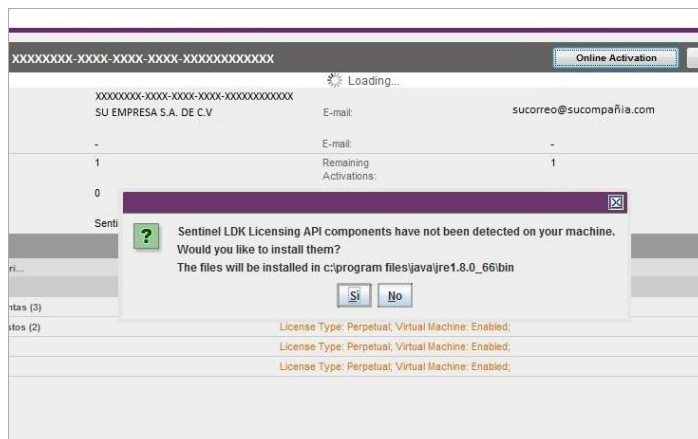 XXXXXXXX-XXXX-XXXX-XXXX-XXXXXXXXXXXX
Online Activation
Loading...
XXXXXXXX-XXXX-XXXX-XXXX-XXXXXXXXXXXX
SU EMPRESA S.A. DE C.V
E-mail:
sucorreo@sucompañia.com
-
E-mail:
-
1
Remaining
Activations:
1
0
Senti
Sentinel LDK Licensing API components have not been detected on your machine.
Would you like to install them?
The files will be installed in c:\program files\java\jre1.8.0_66\bin
Si
No
ri...
ntas (3)
stos (2)
License Type: Perpetual; Virtual Machine: Enabled;
License Type: Perpetual; Virtual Machine: Enabled;
License Type: Perpetual; Virtual Machine: Enabled;